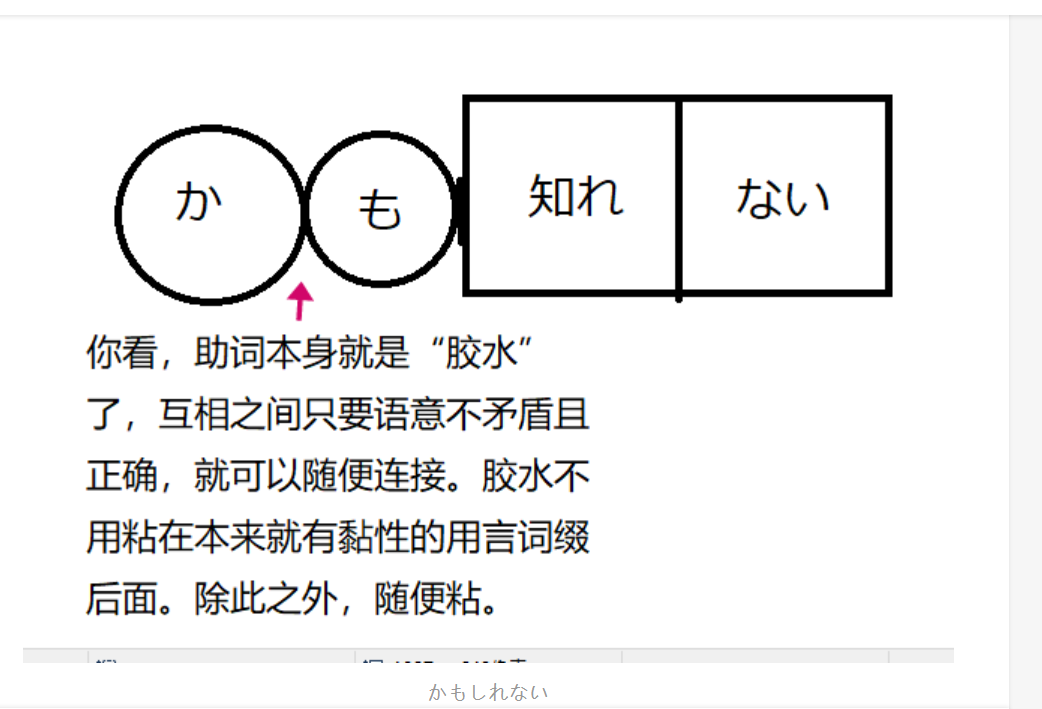 か も 知れ ない
你看，助词本身就是“胶水”
了，互相之间只要语意不矛盾且
正确，就可以随便连接。胶水不
用粘在本来就有黏性的用言词缀
后面。除此之外，随便粘。
かもしれない